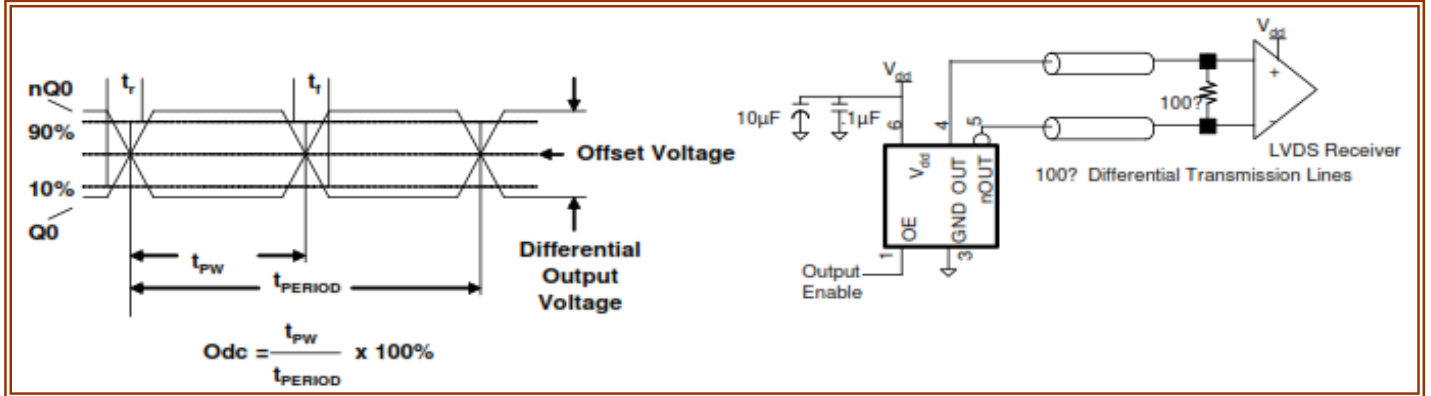 nQ0
tr
tf
90%
Offset Voltage
10%
Q0
tPW
tPERIOD
Differential
Output
Voltage
Odc = tPW / tPERIOD x 100%
Vdd
10µF
.1µF
6
4
5
Vdd
OUT
nOUT
OE
GND
1
3
Output
Enable
Vdd
+
-
100?
LVDS Receiver
100? Differential Transmission Lines